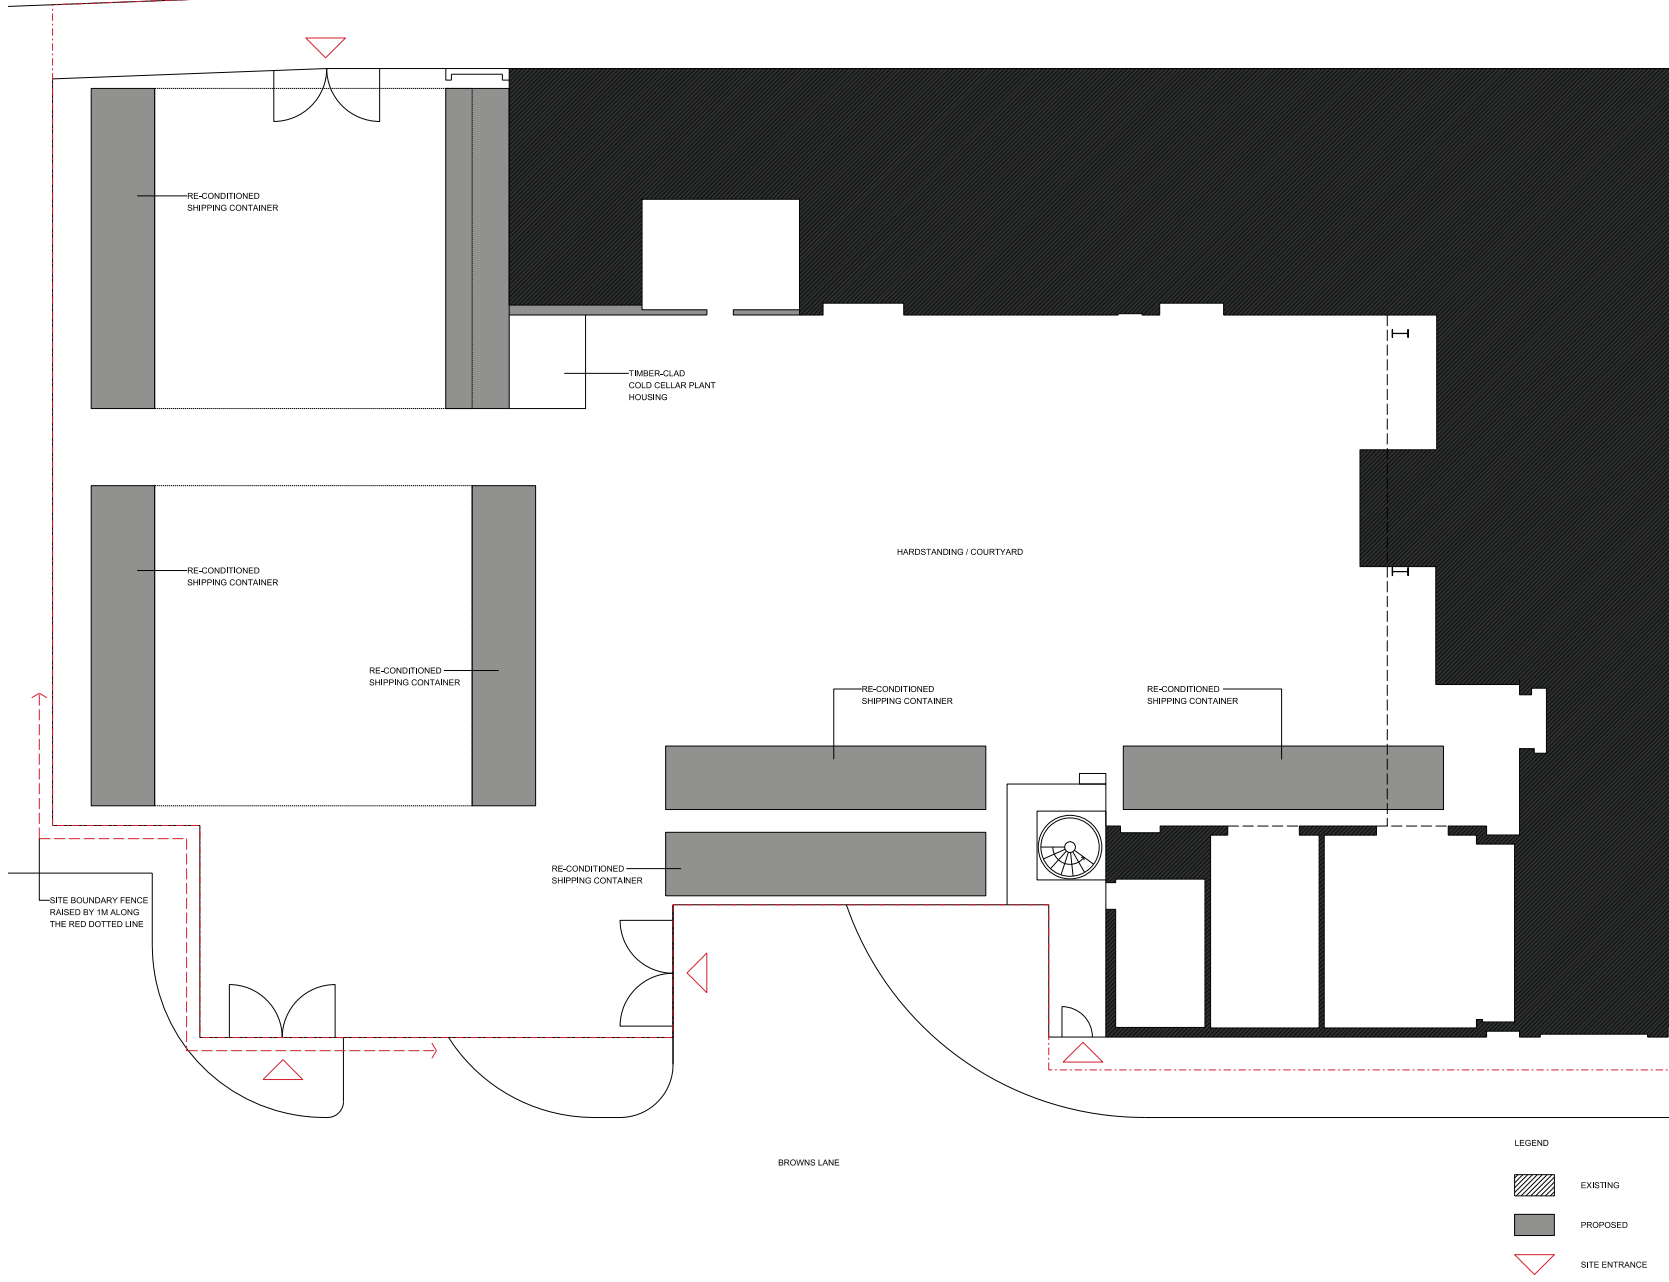 RE-CONDITIONED
SHIPPING CONTAINER
TIMBER-CLAD
COLD CELLAR PLANT
HOUSING
HARDSTANDING / COURTYARD
RE-CONDITIONED
SHIPPING CONTAINER
RE-CONDITIONED
SHIPPING CONTAINER
RE-CONDITIONED
SHIPPING CONTAINER
RE-CONDITIONED
SHIPPING CONTAINER
RE-CONDITIONED
SHIPPING CONTAINER
SITE BOUNDARY FENCE
RAISED BY 1M ALONG
THE RED DOTTED LINE
BROWNS LANE
LEGEND
EXISTING
PROPOSED
SITE ENTRANCE